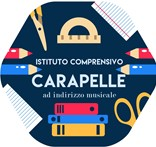 ISTITUTO COMPRENSIVO
CARAPELLE
ad indirizzo musicale